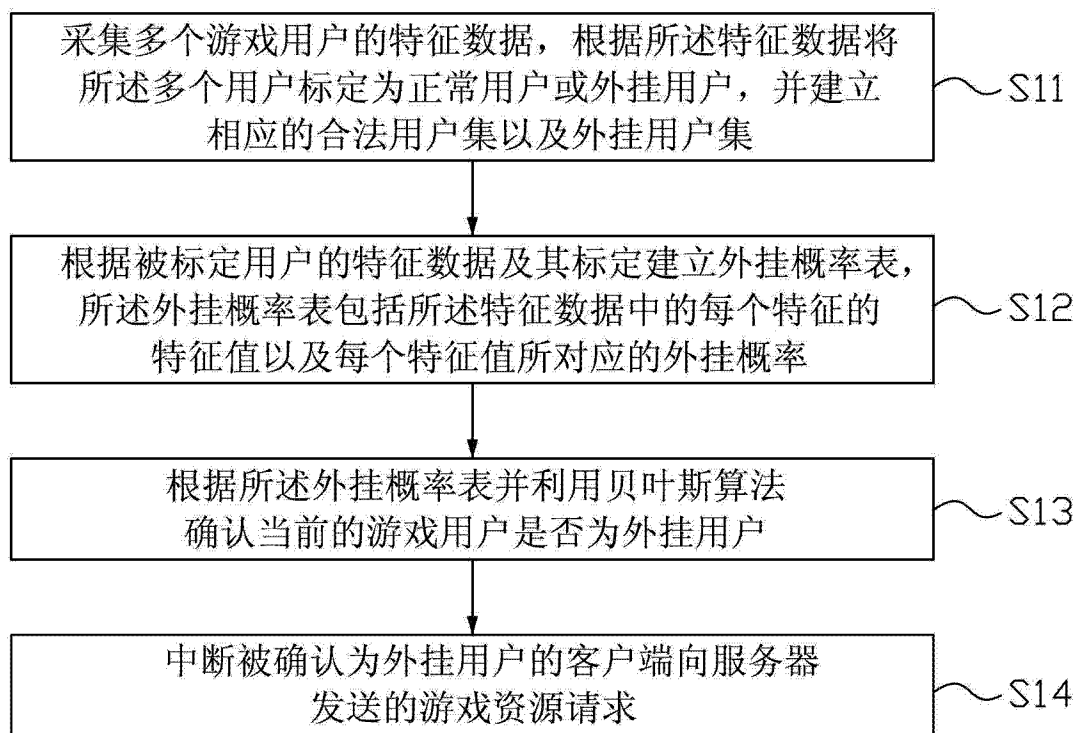 采集多个游戏用户的特征数据，根据所述特征数据将
所述多个用户标定为正常用户或外挂用户，并建立
相应的合法用户集以及外挂用户集
S11
根据被标定用户的特征数据及其标定建立外挂概率表，
所述外挂概率表包括所述特征数据中的每个特征的
特征值以及每个特征值所对应的外挂概率
S12
根据所述外挂概率表并利用贝叶斯算法
确认当前的游戏用户是否为外挂用户
S13
中断被确认为外挂用户的客户端向服务器
发送的游戏资源请求
S14